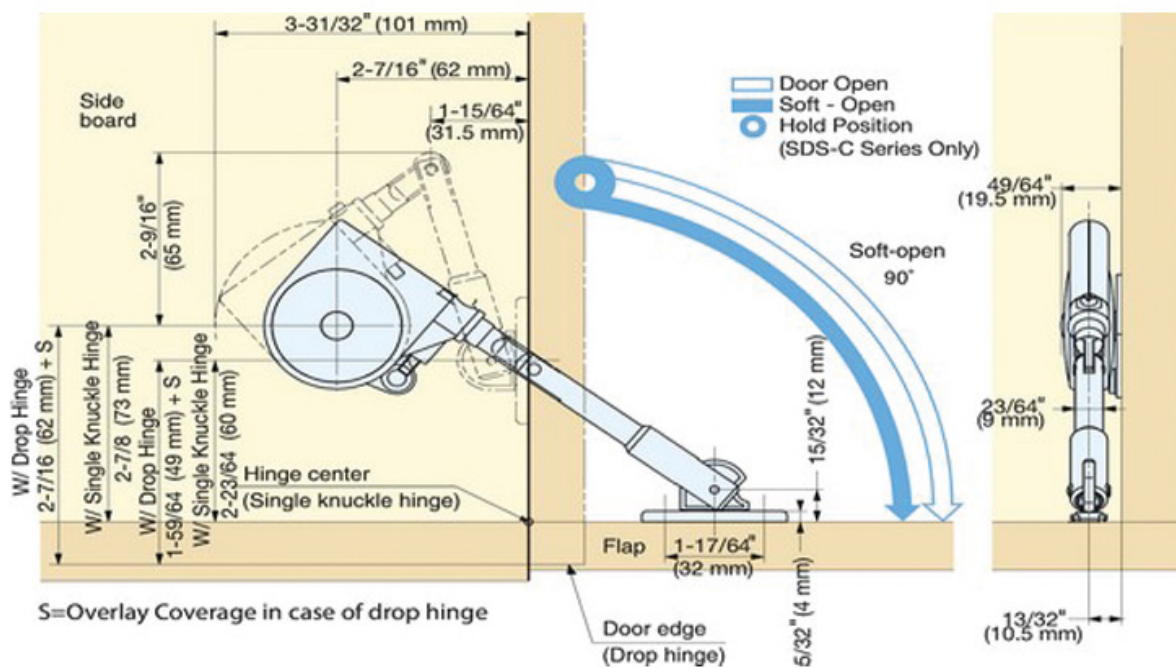 3-31/32" (101 mm)
2-7/16" (62 mm)
1-15/64"
(31.5 mm)
Side
board
Door Open
Soft - Open
Hold Position
(SDS-C Series Only)
49/64"
(19.5 mm)
2-9/16"
(65 mm)
Soft-open
90°
W/ Drop Hinge
2-7/16 (62 mm) + S
W/ Single Knuckle Hinge
2-7/8 (73 mm)
W/ Drop Hinge
1-59/64 (49 mm) + S
W/ Single Knuckle Hinge
2-23/64 (60 mm)
23/64"
(9 mm)
15/32" (12 mm)
Hinge center
(Single knuckle hinge)
Flap
1-17/64"
(32 mm)
5/32" (4 mm)
S=Overlay Coverage in case of drop hinge
Door edge
(Drop hinge)
13/32"
(10.5 mm)